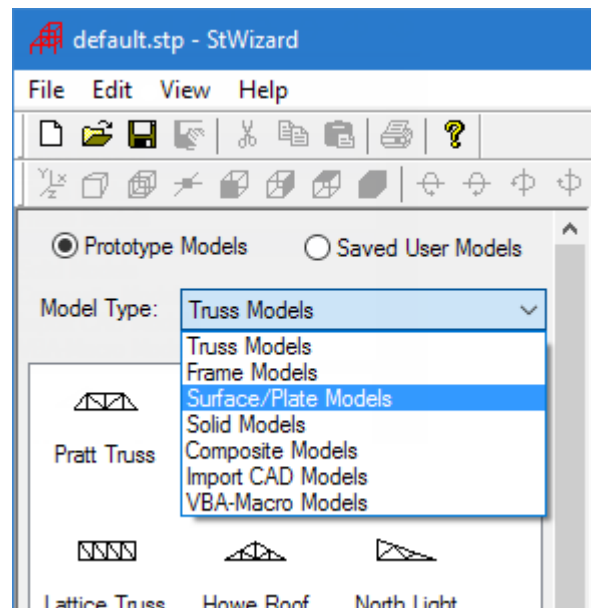 default.stp - StWizard
File Edit View Help
Prototype Models Saved User Models
Model Type: Truss Models
Truss Models
Frame Models
Surface/Plate Models
Solid Models
Composite Models
Import CAD Models
VBA-Macro Models
Pratt Truss
Lattice Truss Howe Roof North Light